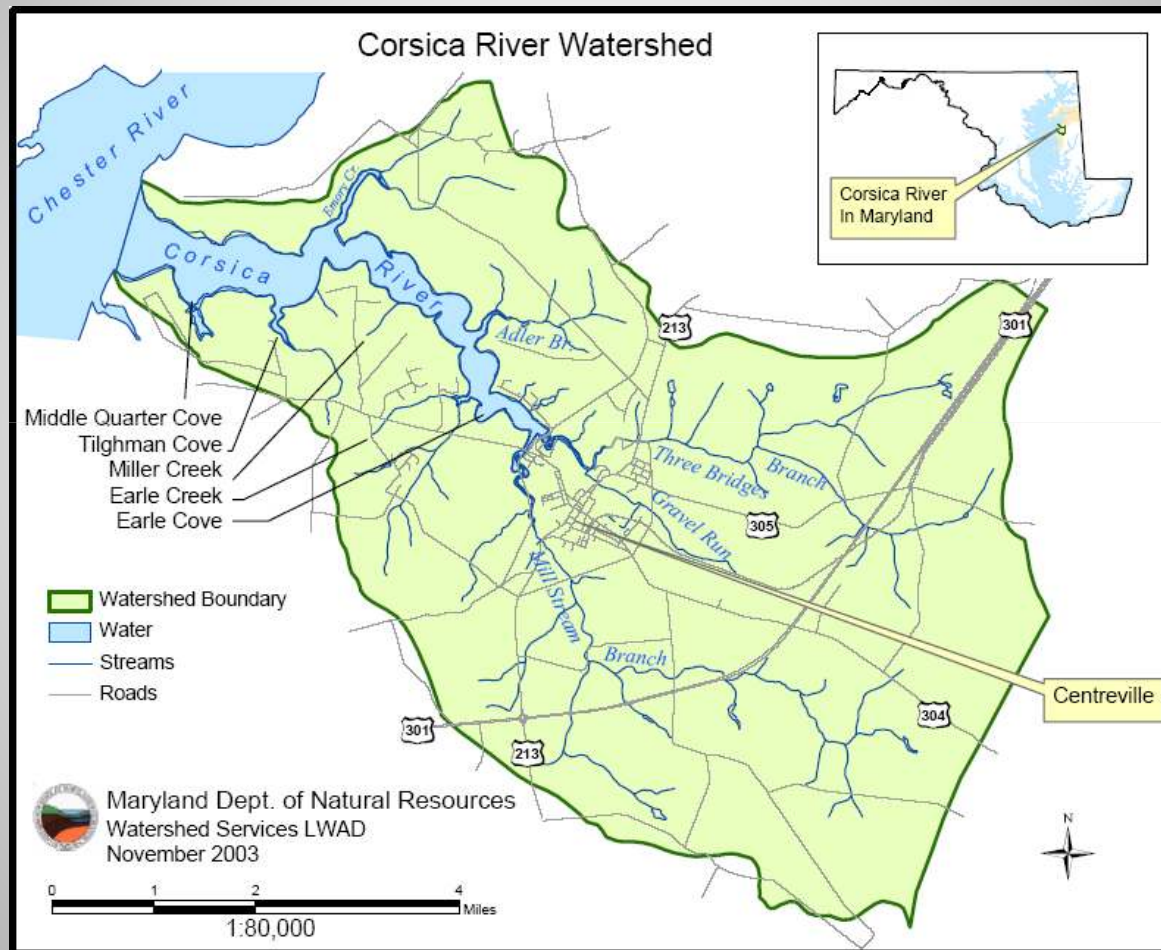 Corsica River Watershed
Chester River
Corsica
River
Emory Cr.
Adler Br.
Corsica River
In Maryland
213
301
Middle Quarter Cove
Tilghman Cove
Miller Creek
Earle Creek
Earle Cove
Three Bridges
Branch
Gravel Run
305
Mill Stream
Branch
Watershed Boundary
Water
Streams
Roads
Centreville
304
301
213
Maryland Dept. of Natural Resources
Watershed Services LWAD
November 2003
N
0 1 2 4
Miles
1:80,000